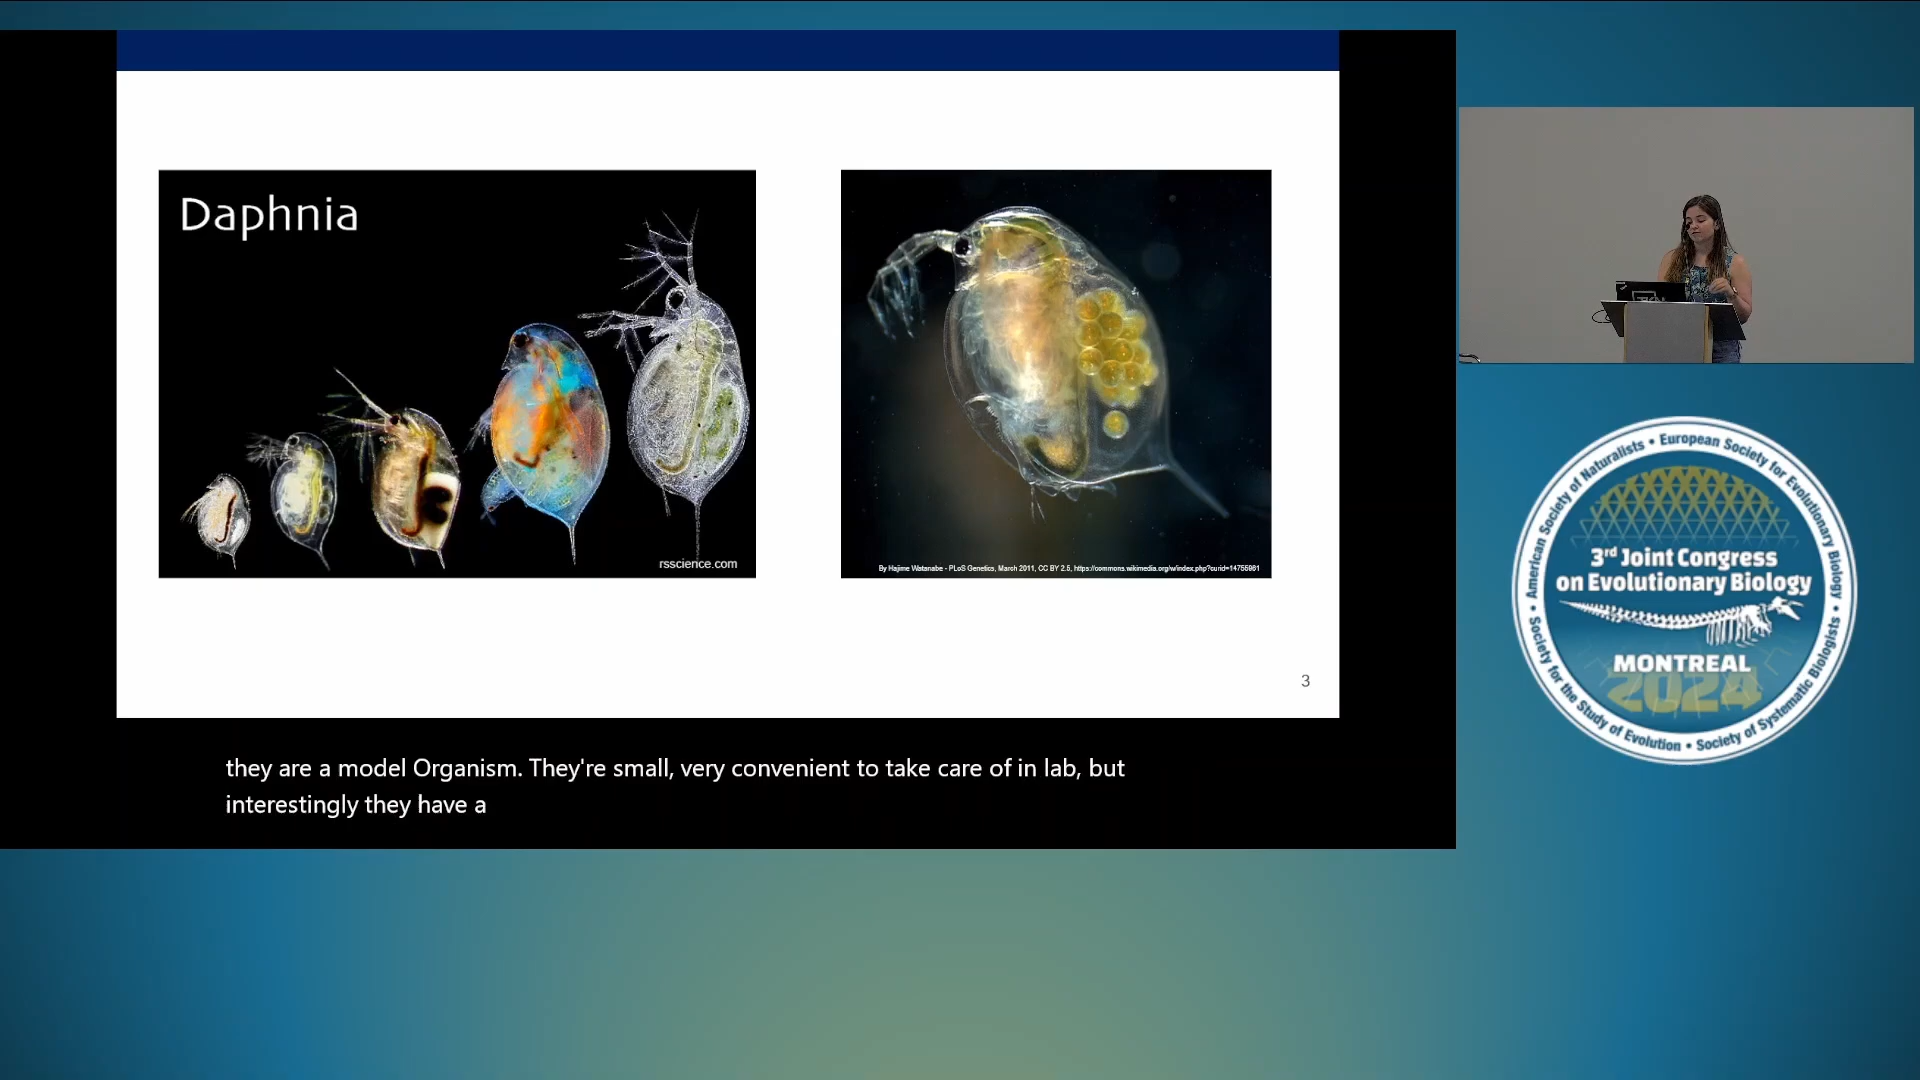 Daphnia
rsscience.com
By Hajime Watanabe - PLoS Genetics, March 2011, CC BY 2.5, https://commons.wikimedia.org/w/index.php?curid=14755981
3
they are a model Organism. They're small, very convenient to take care of in lab, but
interestingly they have a
American Society of Naturalists • European Society for Evolutionary Biology •
Society for the Study of Evolution • Society of Systematic Biologists •
3rd Joint Congress
on Evolutionary Biology
MONTREAL
2024